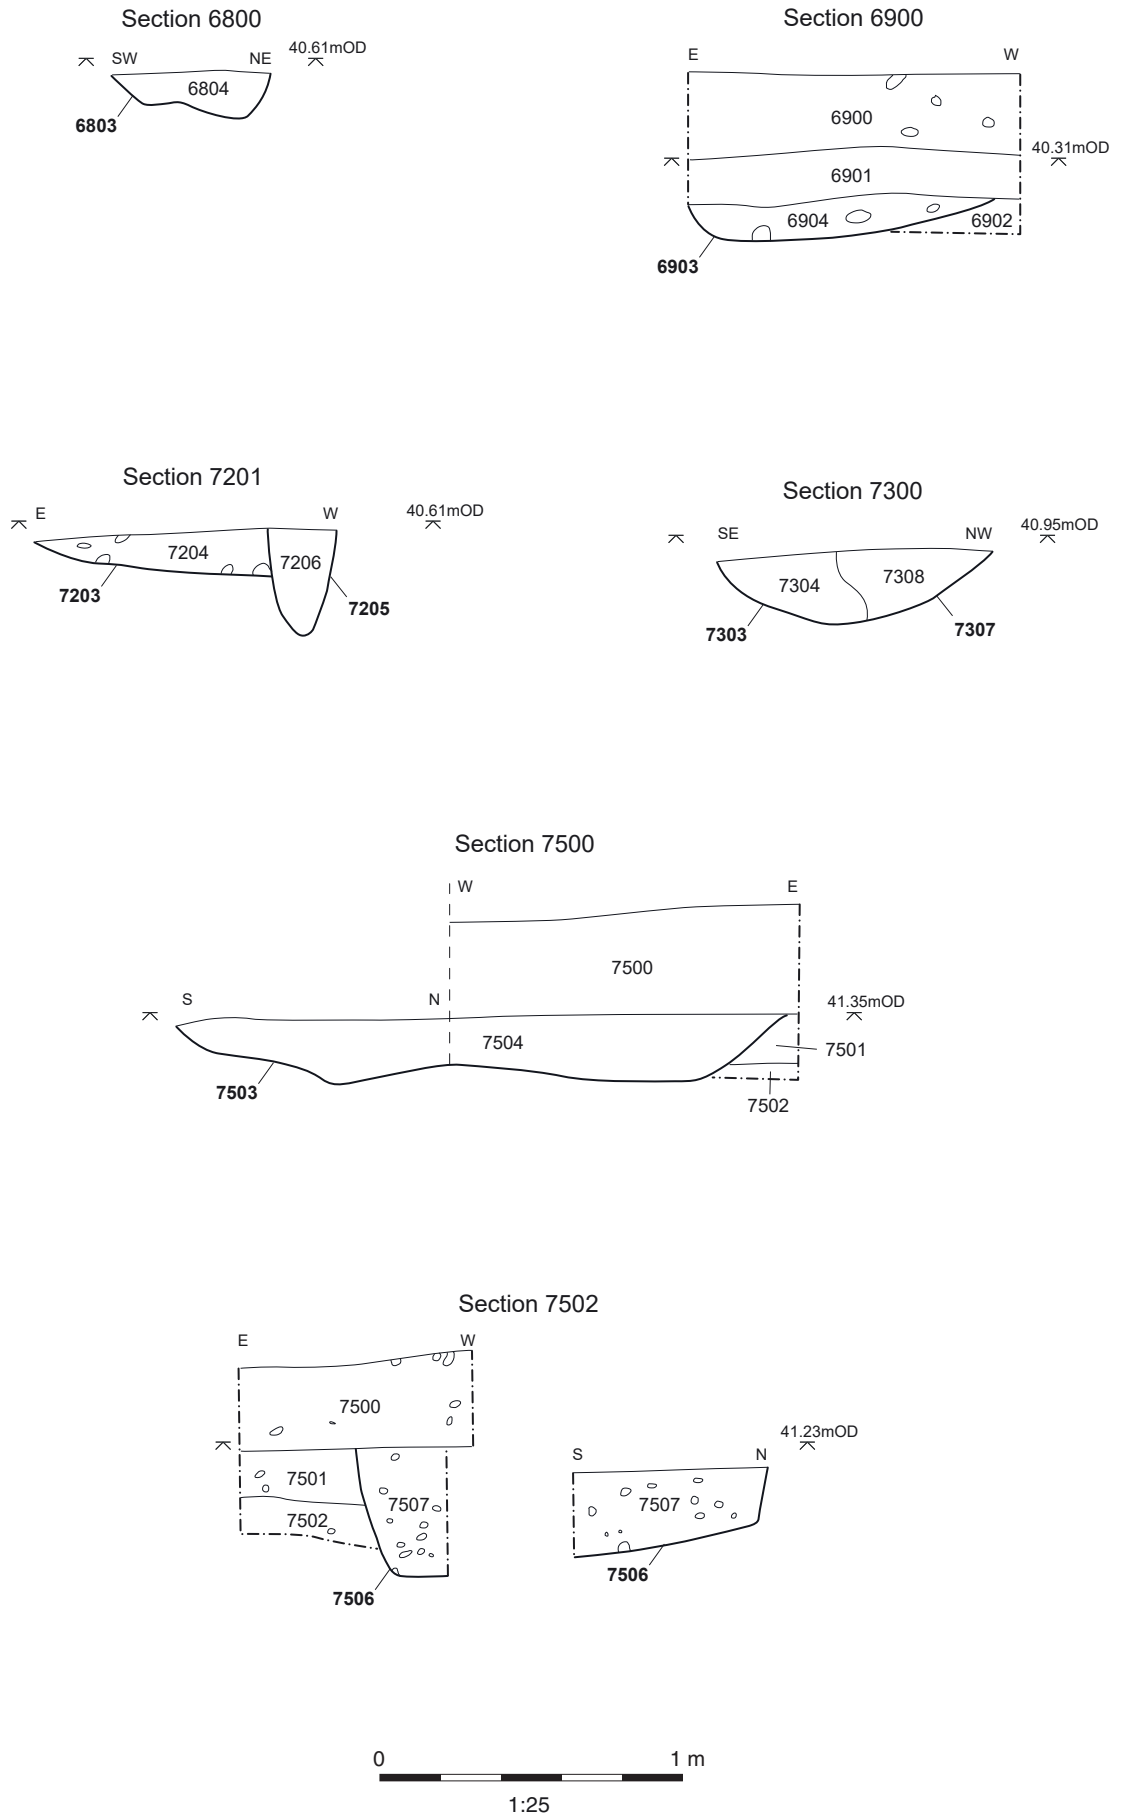 Section 6800
SW NE 40.61mOD
6804
6803
Section 6900
E W
6900
40.31mOD
6901
6904 6902
6903
Section 7201
E W 40.61mOD
7204 7206
7203 7205
Section 7300
SE NW 40.95mOD
7304 7308
7303 7307
Section 7500
W E
7500
S N 41.35mOD
7504 7501
7503 7502
Section 7502
E W
7500
7501
7507
7502
7506
41.23mOD
S N
7507
7506
0 1 m
1:25